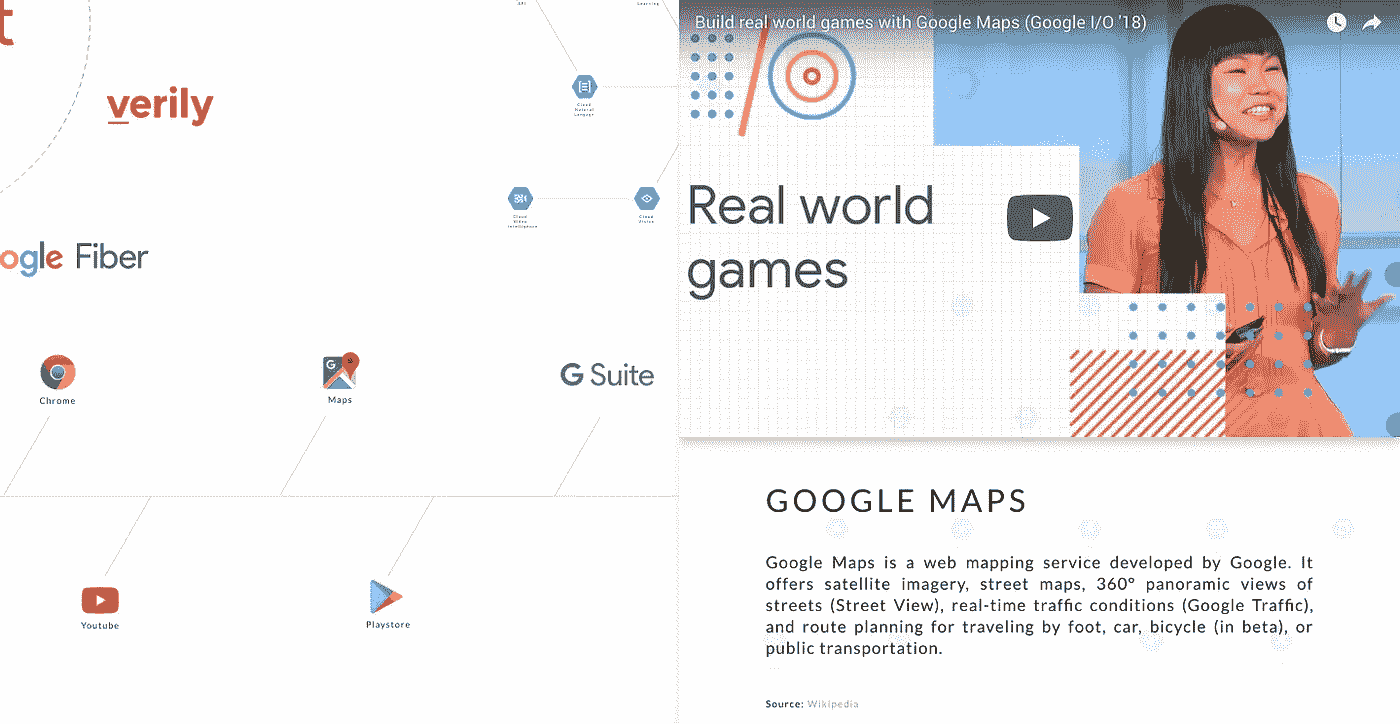 API
Learning
t
verily
Cloud
Natural
Language
Cloud
Video
Intelligence
Cloud
Vision
ogle Fiber
Chrome
G
Maps
G Suite
Youtube
Playstore
Build real world games with Google Maps (Google I/O '18)
Real world
games
GOOGLE MAPS
Google Maps is a web mapping service developed by Google. It
offers satellite imagery, street maps, 360° panoramic views of
streets (Street View), real-time traffic conditions (Google Traffic),
and route planning for traveling by foot, car, bicycle (in beta), or
public transportation.
Source: Wikipedia